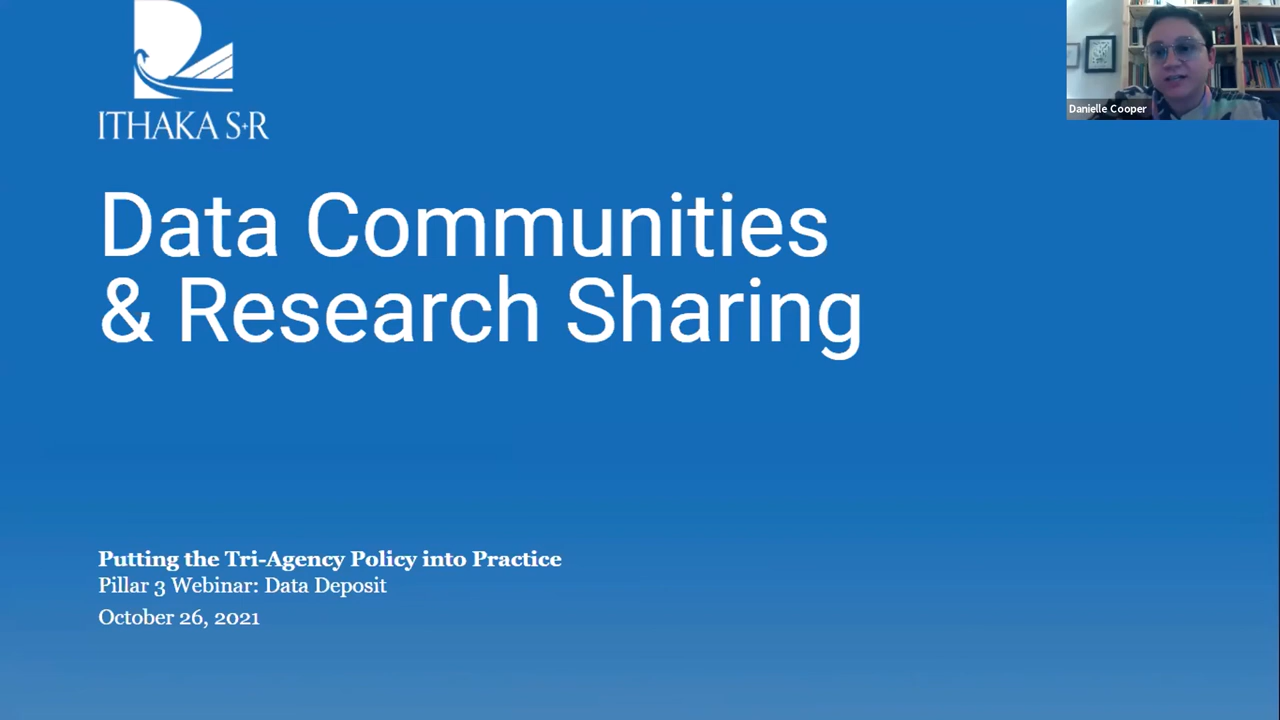 ITHAKA S+R
Danielle Cooper
Data Communities
& Research Sharing
Putting the Tri-Agency Policy into Practice
Pillar 3 Webinar: Data Deposit
October 26, 2021